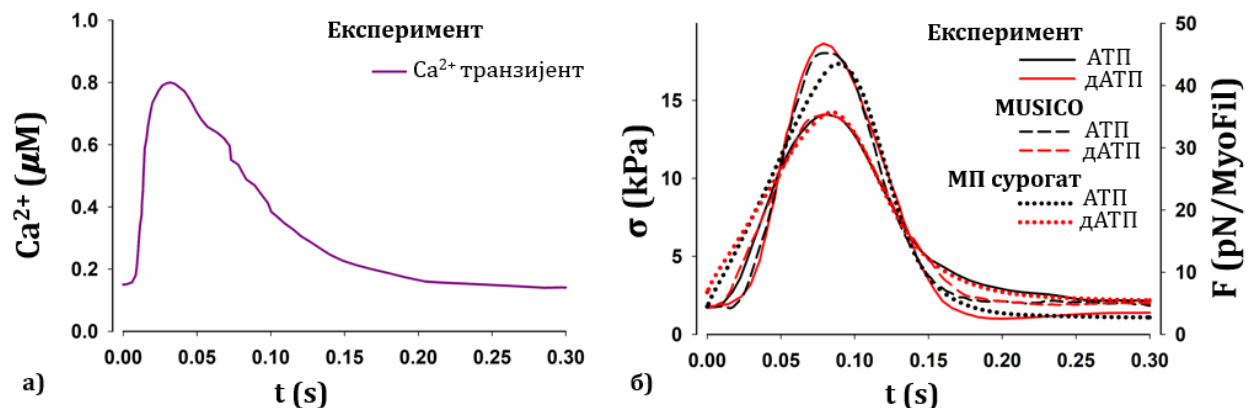 Експеримент
Ca²⁺ транзијент
Ca²⁺ (μM)
1.0
0.8
0.6
0.4
0.2
0.0
0.00 0.05 0.10 0.15 0.20 0.25 0.30
t (s)
а)
Експеримент
АТП
дАТП
MUSICO
АТП
дАТП
МП сурогат
АТП
дАТП
σ (kPa)
15
10
5
0
F (pN/MyoFil)
50
40
30
20
10
0
0.00 0.05 0.10 0.15 0.20 0.25 0.30
t (s)
б)